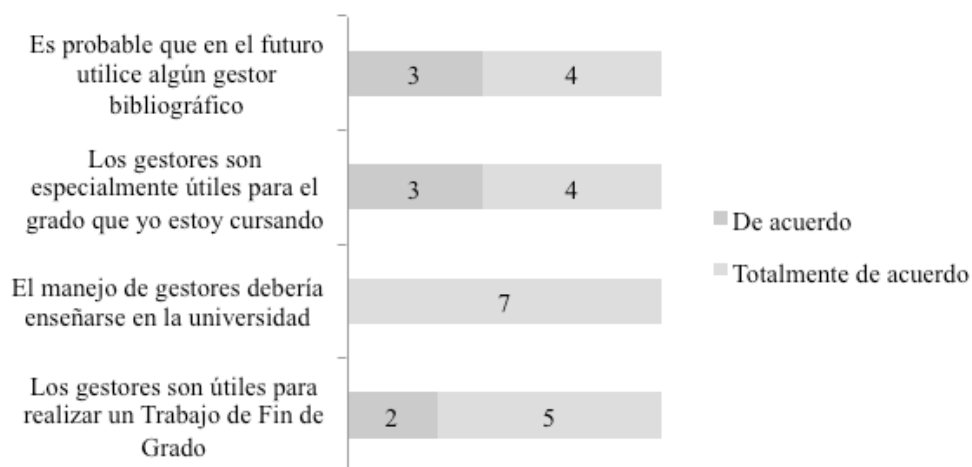 Es probable que en el futuro
utilice algún gestor
bibliográfico
3 4
Los gestores son
especialmente útiles para el
grado que yo estoy cursando
3 4
El manejo de gestores debería
enseñarse en la universidad
7
Los gestores son útiles para
realizar un Trabajo de Fin de
Grado
2 5
De acuerdo
Totalmente de acuerdo